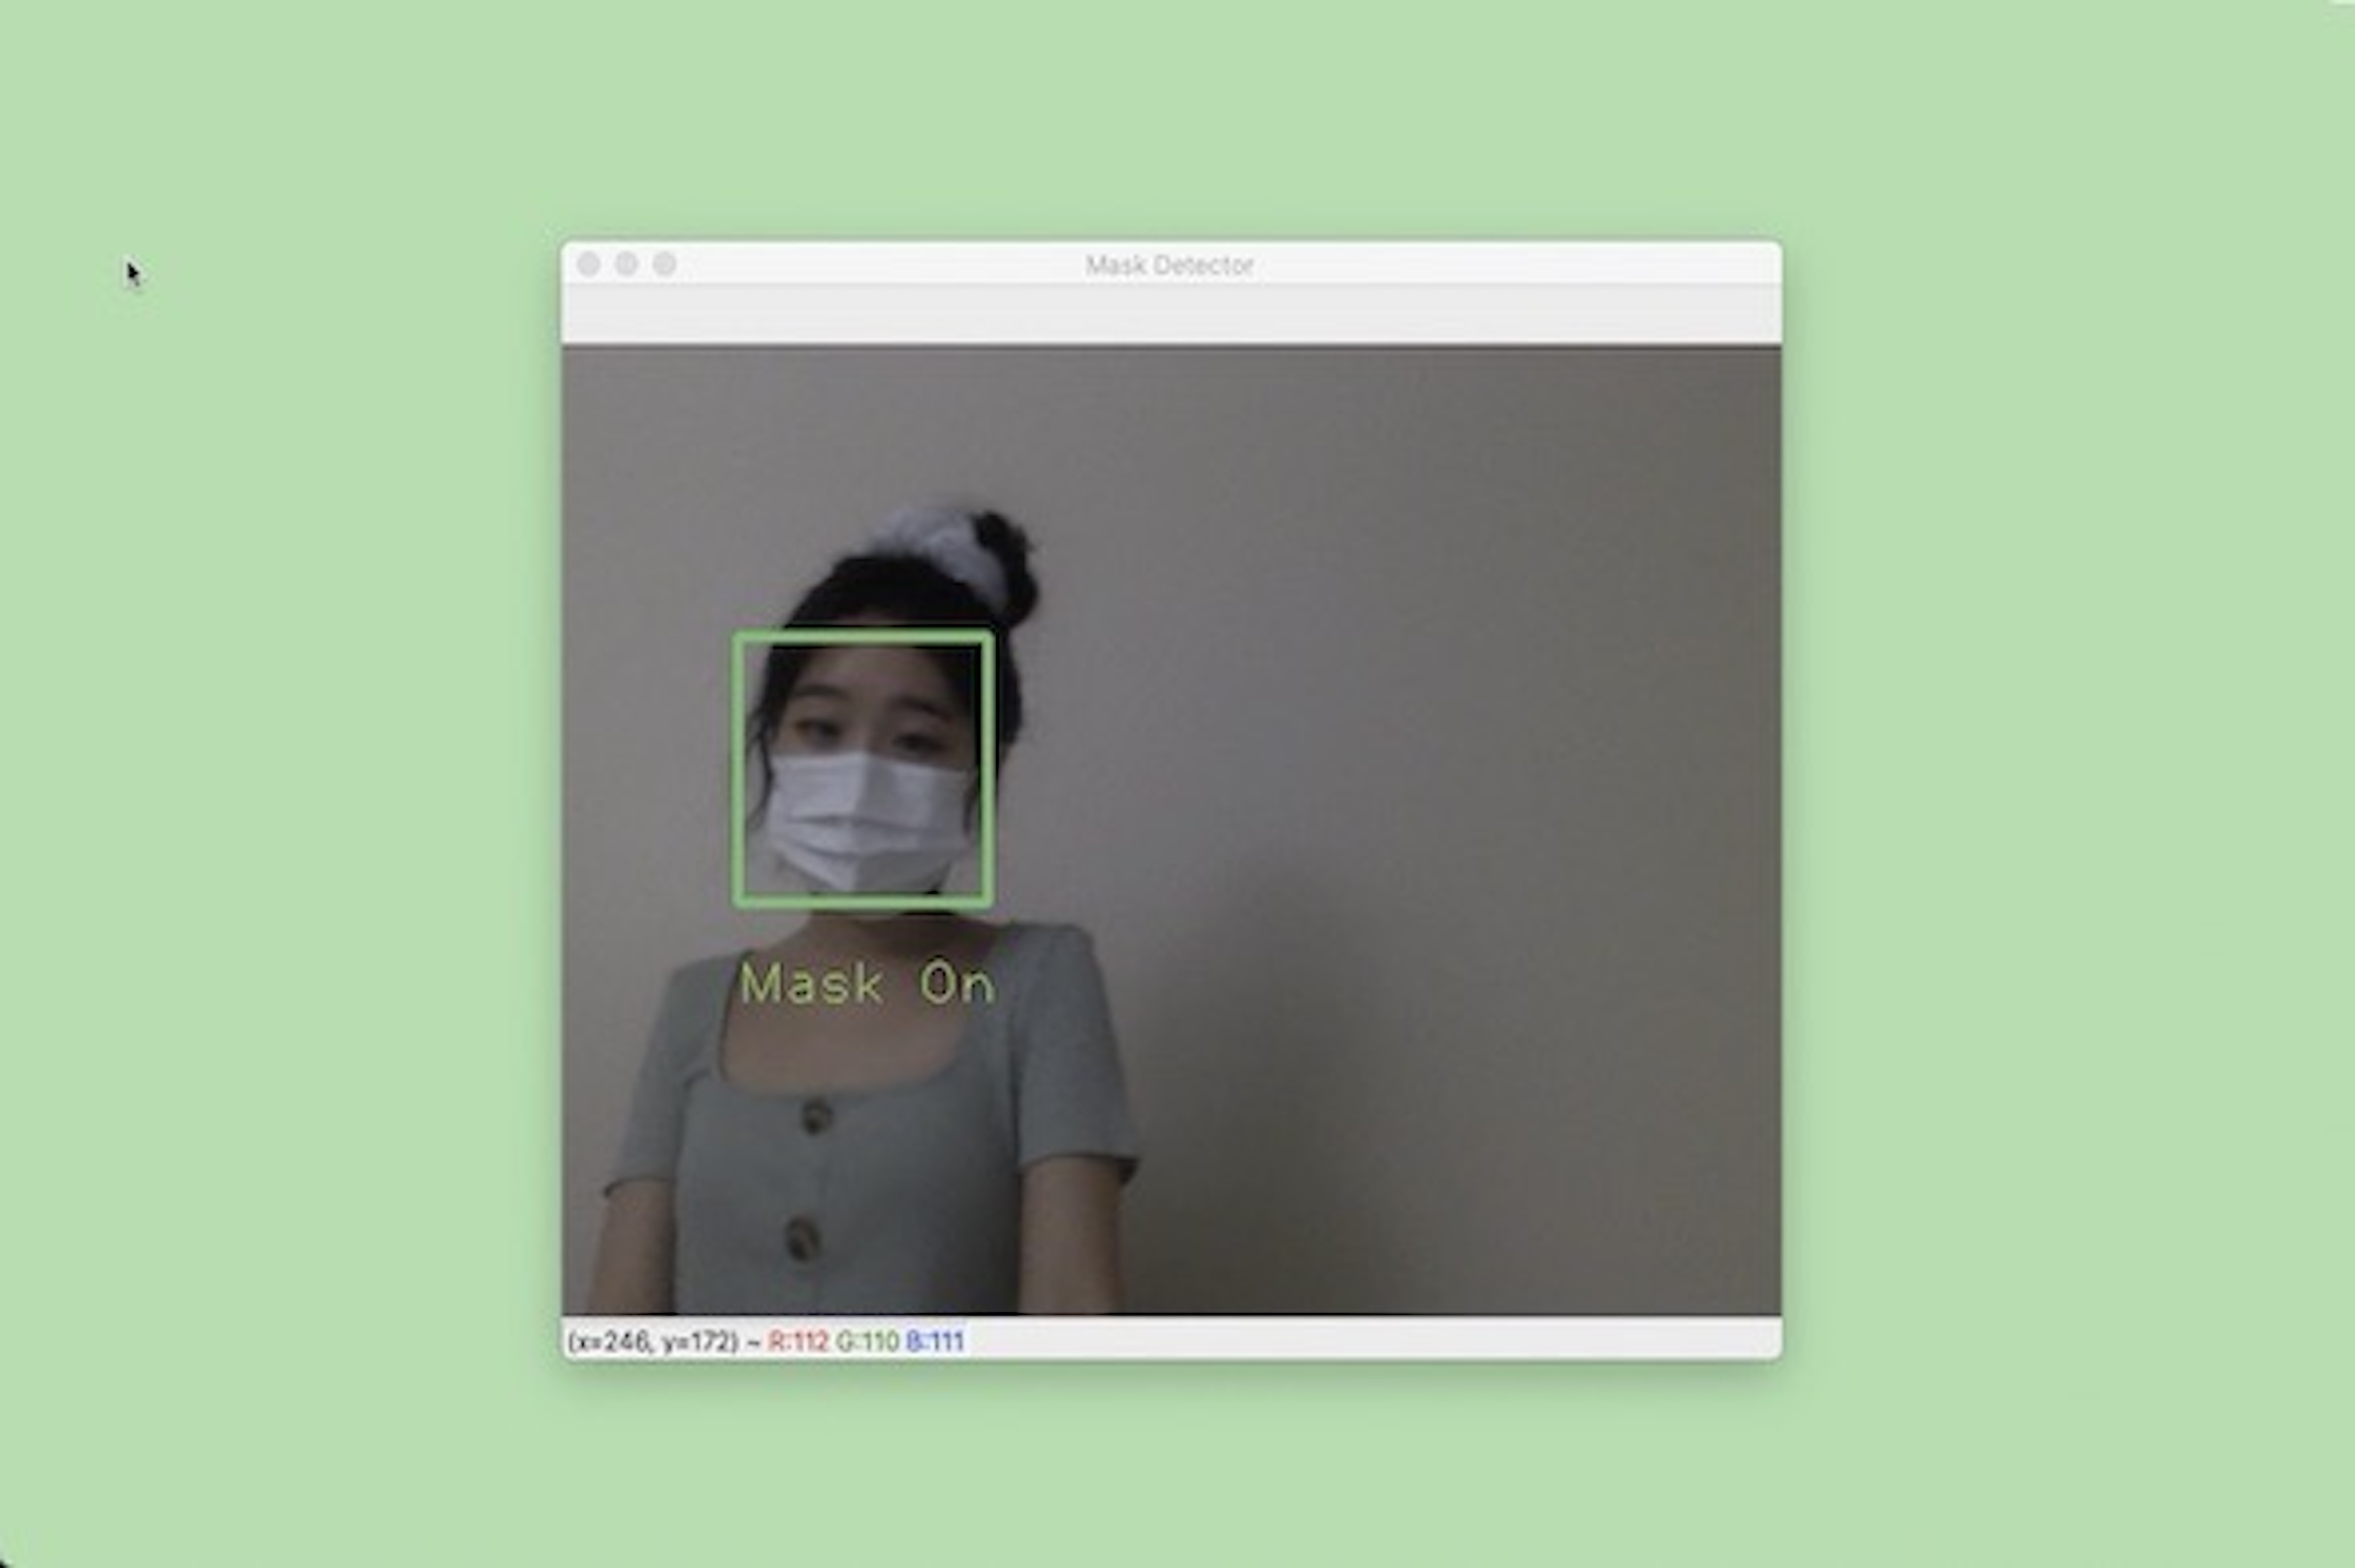 Mask Detector
Mask On
(x=246, y=172) ~ R:112 G:110 B:111